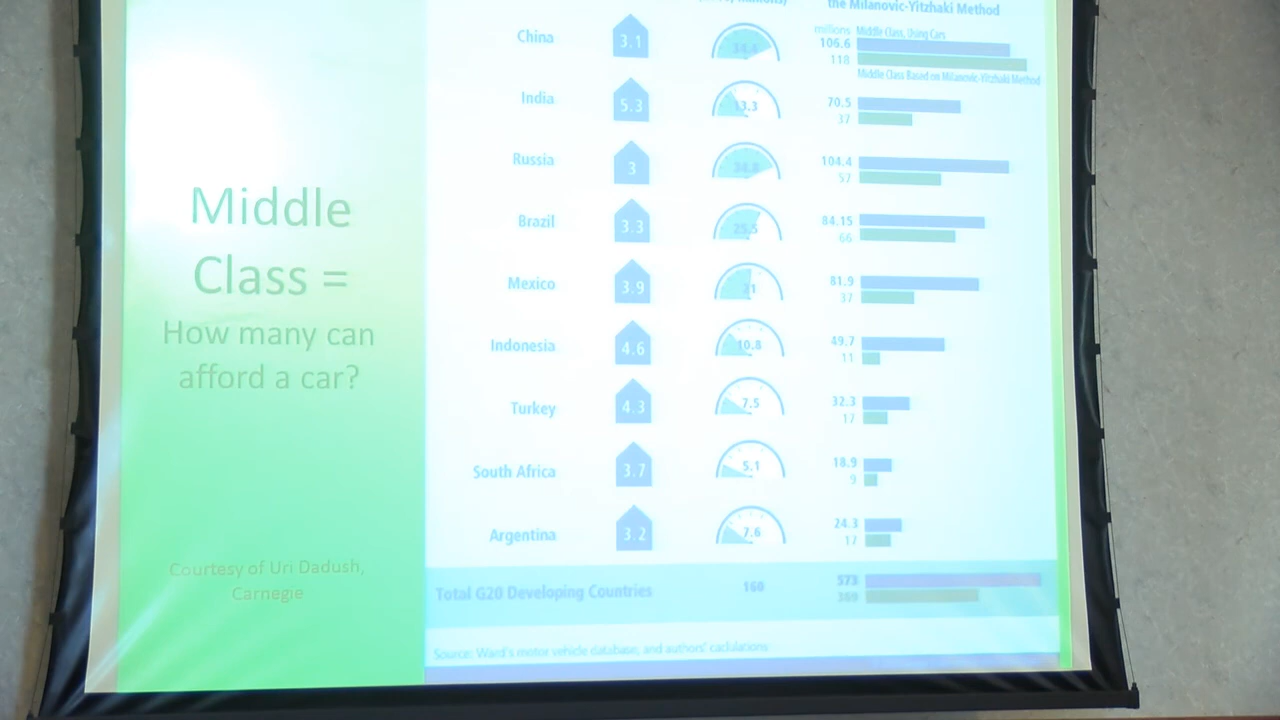 the Milanovic-Yitzhaki Method
Middle
Class =
How many can
afford a car?
Courtesy of Uri Dadush,
Carnegie
millions Middle Class, Using Cars
China 3.1 106.6
118
Middle Class Based on Milanovic-Yitzhaki Method
India 5.3 13.3 70.5
37
Russia 3 104.4
57
Brazil 3.3 25.5 84.15
66
Mexico 3.9 21 81.9
37
Indonesia 4.6 10.8 49.7
11
Turkey 4.3 7.5 32.3
17
South Africa 3.7 5.1 18.9
9
Argentina 3.2 7.6 24.3
17
Total G20 Developing Countries 160 573
369
Source: Ward's motor vehicle database, and authors' caclulations